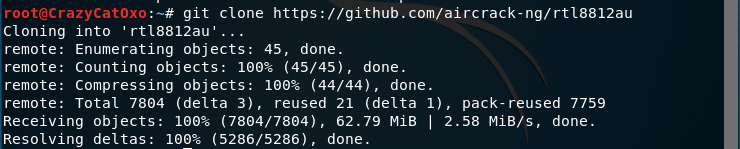 root@CrazyCatOxo:~# git clone https://github.com/aircrack-ng/rtl8812au
Cloning into 'rtl8812au'...
remote: Enumerating objects: 45, done.
remote: Counting objects: 100% (45/45), done.
remote: Compressing objects: 100% (44/44), done.
remote: Total 7804 (delta 3), reused 21 (delta 1), pack-reused 7759
Receiving objects: 100% (7804/7804), 62.79 MiB | 2.58 MiB/s, done.
Resolving deltas: 100% (5286/5286), done.